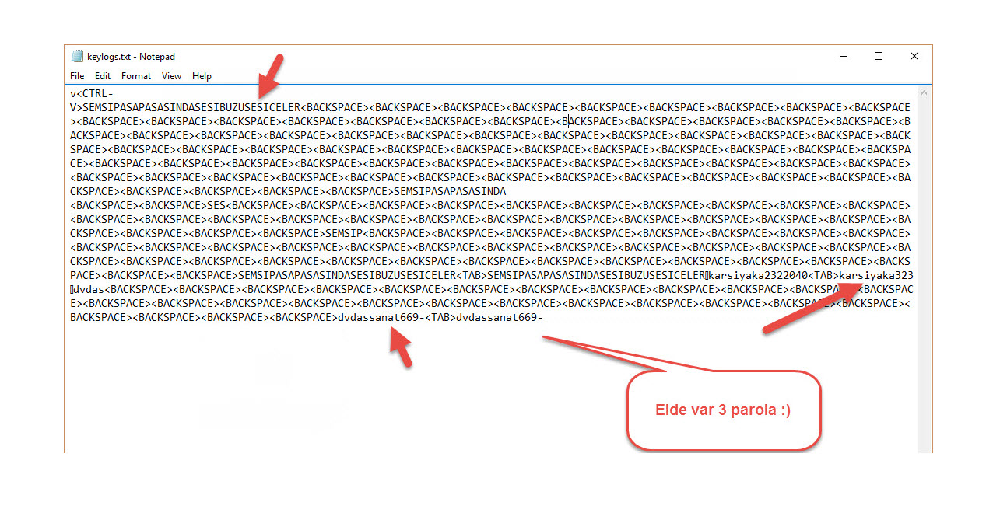 keylogs.txt - Notepad
File Edit Format View Help
v<CTRL-
V>SEMSIPASAPASASINDASESIBUZUSESICELER<BACKSPACE><BACKSPACE><BACKSPACE><BACKSPACE><BACKSPACE><BACKSPACE><BACKSPACE><BACKSPACE><BACKSPACE
><BACKSPACE><BACKSPACE><BACKSPACE><BACKSPACE><BACKSPACE><BACKSPACE><BACKSPACE><BACKSPACE><BACKSPACE><BACKSPACE><BACKSPACE><BACKSPACE><B
ACKSPACE><BACKSPACE><BACKSPACE><BACKSPACE><BACKSPACE><BACKSPACE><BACKSPACE><BACKSPACE><BACKSPACE><BACKSPACE><BACKSPACE><BACKSPACE><BACK
SPACE><BACKSPACE><BACKSPACE><BACKSPACE><BACKSPACE><BACKSPACE><BACKSPACE><BACKSPACE><BACKSPACE><BACKSPACE><BACKSPACE><BACKSPACE><BACKSPA
CE><BACKSPACE><BACKSPACE><BACKSPACE><BACKSPACE><BACKSPACE><BACKSPACE><BACKSPACE><BACKSPACE><BACKSPACE><BACKSPACE><BACKSPACE><BACKSPACE>
<BACKSPACE><BACKSPACE><BACKSPACE><BACKSPACE><BACKSPACE><BACKSPACE><BACKSPACE><BACKSPACE><BACKSPACE><BACKSPACE><BACKSPACE><BACKSPACE><BA
CKSPACE><BACKSPACE><BACKSPACE><BACKSPACE><BACKSPACE>SEMSIPASAPASASINDA
<BACKSPACE><BACKSPACE>SES<BACKSPACE><BACKSPACE><BACKSPACE><BACKSPACE><BACKSPACE><BACKSPACE><BACKSPACE><BACKSPACE><BACKSPACE><BACKSPACE>
<BACKSPACE><BACKSPACE><BACKSPACE><BACKSPACE><BACKSPACE><BACKSPACE><BACKSPACE><BACKSPACE><BACKSPACE><BACKSPACE><BACKSPACE><BACKSPACE><BA
CKSPACE><BACKSPACE><BACKSPACE><BACKSPACE>SEMSIP<BACKSPACE><BACKSPACE><BACKSPACE><BACKSPACE><BACKSPACE><BACKSPACE><BACKSPACE><BACKSPACE>
<BACKSPACE><BACKSPACE><BACKSPACE><BACKSPACE><BACKSPACE><BACKSPACE><BACKSPACE><BACKSPACE><BACKSPACE><BACKSPACE><BACKSPACE><BACKSPACE><BA
CKSPACE><BACKSPACE><BACKSPACE><BACKSPACE><BACKSPACE><BACKSPACE><BACKSPACE><BACKSPACE><BACKSPACE><BACKSPACE><BACKSPACE><BACKSPACE><BACKS
PACE><BACKSPACE><BACKSPACE>SEMSIPASAPASASINDASESIBUZUSESICELER<TAB>SEMSIPASAPASASINDASESIBUZUSESICELER▯karsiyaka2322040<TAB>karsiyaka323
▯dvdas<BACKSPACE><BACKSPACE><BACKSPACE><BACKSPACE><BACKSPACE><BACKSPACE><BACKSPACE><BACKSPACE><BACKSPACE><BACKSPACE><BACKSPACE><BACKSPAC
E><BACKSPACE><BACKSPACE><BACKSPACE><BACKSPACE><BACKSPACE><BACKSPACE><BACKSPACE><BACKSPACE><BACKSPACE><BACKSPACE><BACKSPACE><BACKSPACE><
BACKSPACE><BACKSPACE><BACKSPACE><BACKSPACE>dvdassanat669-<TAB>dvdassanat669-
Elde var 3 parola :)